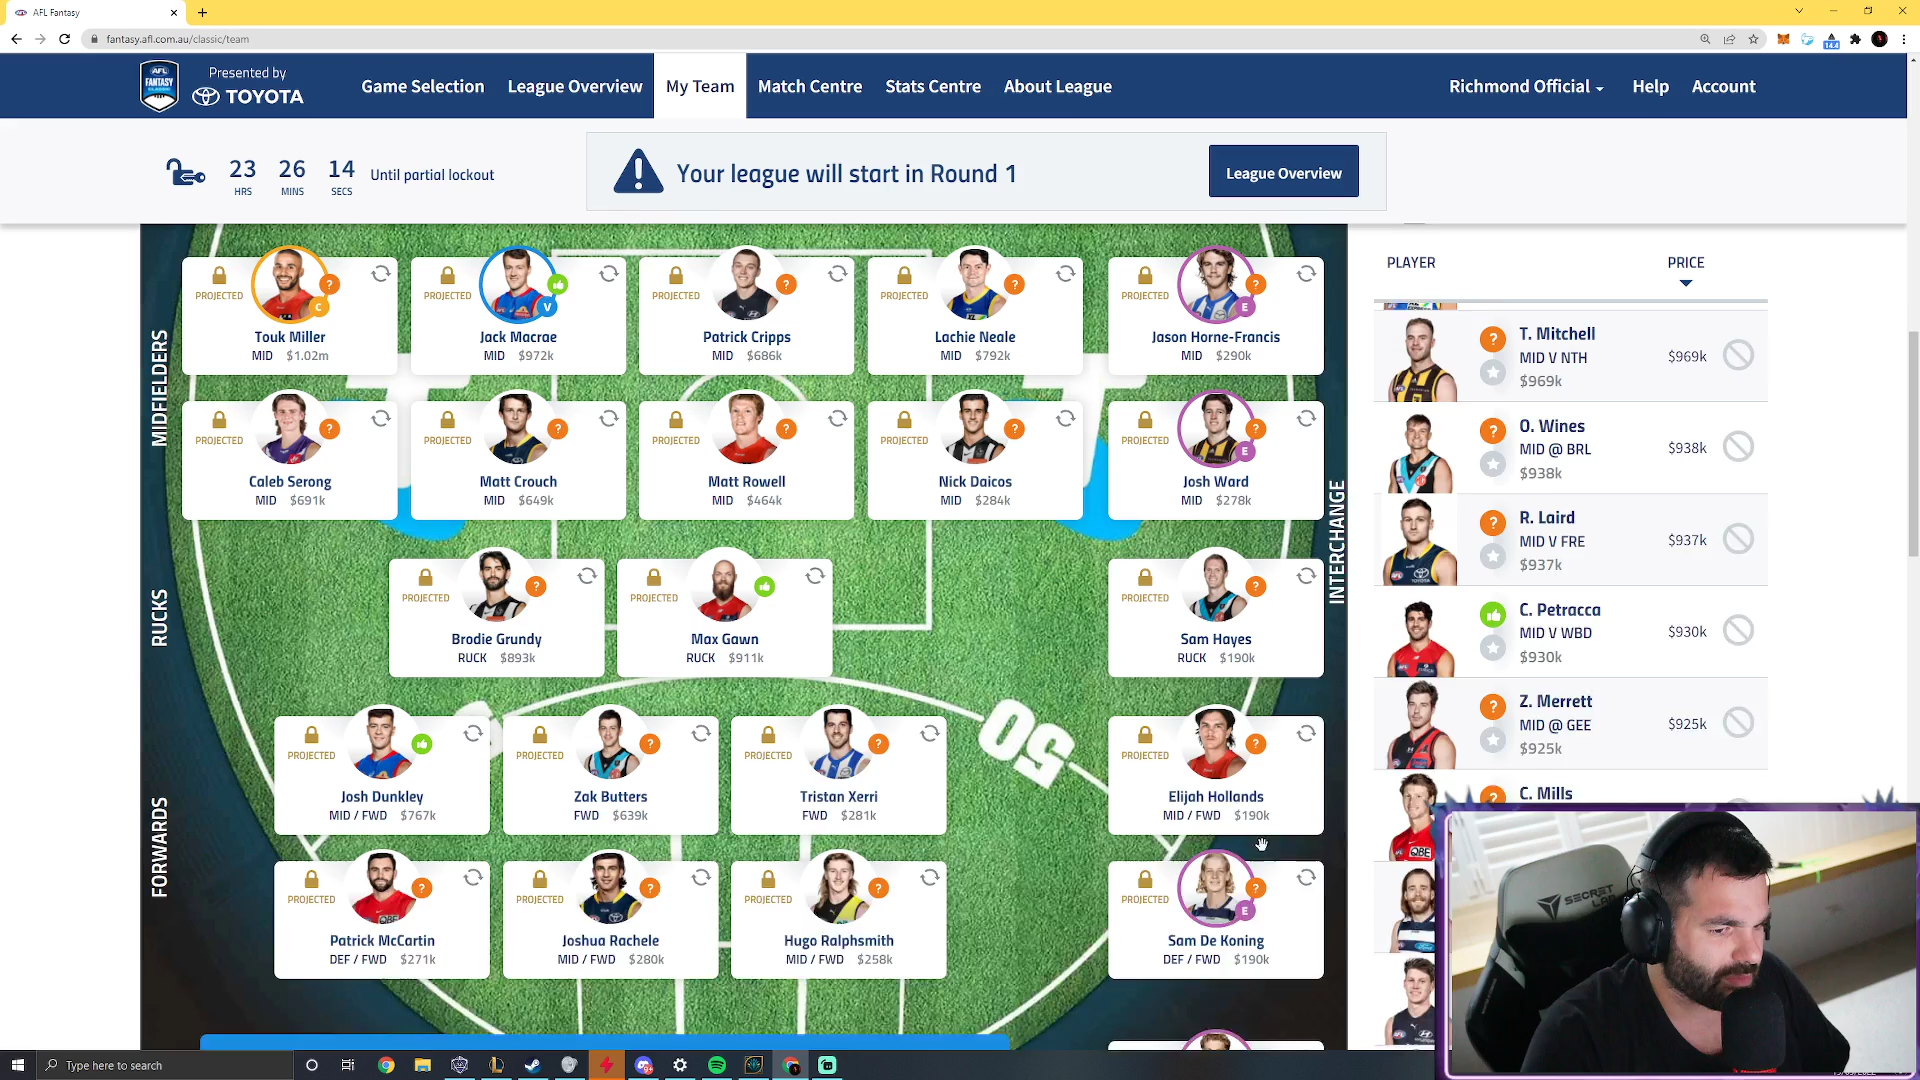 AFL Fantasy
fantasy.afl.com.au/classic/team
14.4
AFL
FANTASY
CLASSIC
Presented by
TOYOTA
Game Selection
League Overview
My Team
Match Centre
Stats Centre
About League
Richmond Official
Help
Account
23 26 14 Until partial lockout
HRS MINS SECS
Your league will start in Round 1
League Overview
MIDFIELDERS
PROJECTED
Touk Miller
MID $1.02m
C
PROJECTED
Jack Macrae
MID $972k
V
PROJECTED
Patrick Cripps
MID $686k
PROJECTED
Lachie Neale
MID $792k
PROJECTED
Jason Horne-Francis
MID $290k
E
PROJECTED
Caleb Serong
MID $691k
PROJECTED
Matt Crouch
MID $649k
PROJECTED
Matt Rowell
MID $464k
PROJECTED
Nick Daicos
MID $284k
PROJECTED
Josh Ward
MID $278k
E
INTERCHANGE
RUCKS
PROJECTED
Brodie Grundy
RUCK $893k
PROJECTED
Max Gawn
RUCK $911k
PROJECTED
Sam Hayes
RUCK $190k
50
FORWARDS
PROJECTED
Josh Dunkley
MID / FWD $767k
PROJECTED
Zak Butters
FWD $639k
PROJECTED
Tristan Xerri
FWD $281k
PROJECTED
Elijah Hollands
MID / FWD $190k
PROJECTED
Patrick McCartin
DEF / FWD $271k
PROJECTED
Joshua Rachele
MID / FWD $280k
PROJECTED
Hugo Ralphsmith
MID / FWD $258k
PROJECTED
Sam De Koning
DEF / FWD $190k
E
PLAYER PRICE
T. Mitchell
MID V NTH
$969k
$969k
O. Wines
MID @ BRL
$938k
$938k
R. Laird
MID V FRE
$937k
$937k
C. Petracca
MID V WBD
$930k
$930k
Z. Merrett
MID @ GEE
$925k
$925k
C. Mills
QBE
SECRET
LAB
Type here to search